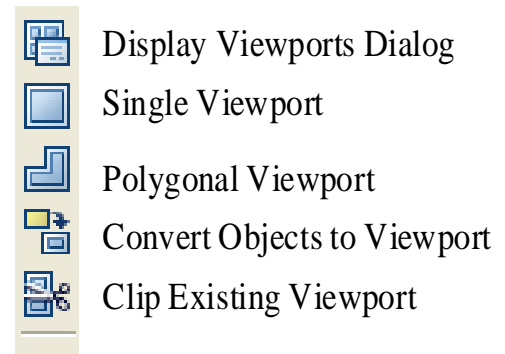 Display Viewports Dialog
Single Viewport
Polygonal Viewport
Convert Objects to Viewport
Clip Existing Viewport